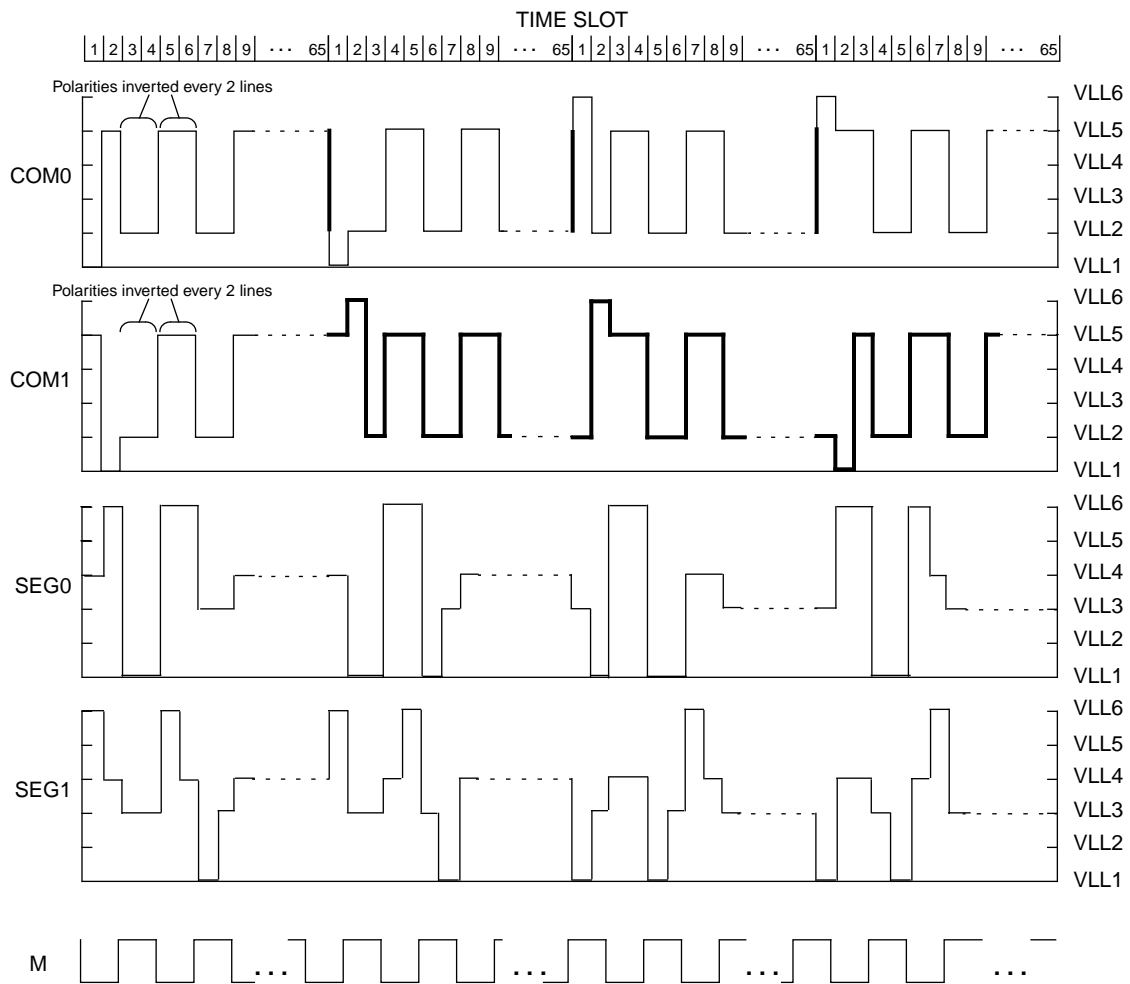 TIME SLOT
1 2 3 4 5 6 7 8 9 ... 65 1 2 3 4 5 6 7 8 9 ... 65 1 2 3 4 5 6 7 8 9 ... 65 1 2 3 4 5 6 7 8 9 ... 65
Polarities inverted every 2 lines
COM0
VLL6
VLL5
VLL4
VLL3
VLL2
VLL1
Polarities inverted every 2 lines
COM1
VLL6
VLL5
VLL4
VLL3
VLL2
VLL1
SEG0
VLL6
VLL5
VLL4
VLL3
VLL2
VLL1
SEG1
VLL6
VLL5
VLL4
VLL3
VLL2
VLL1
M ... ... ... ...